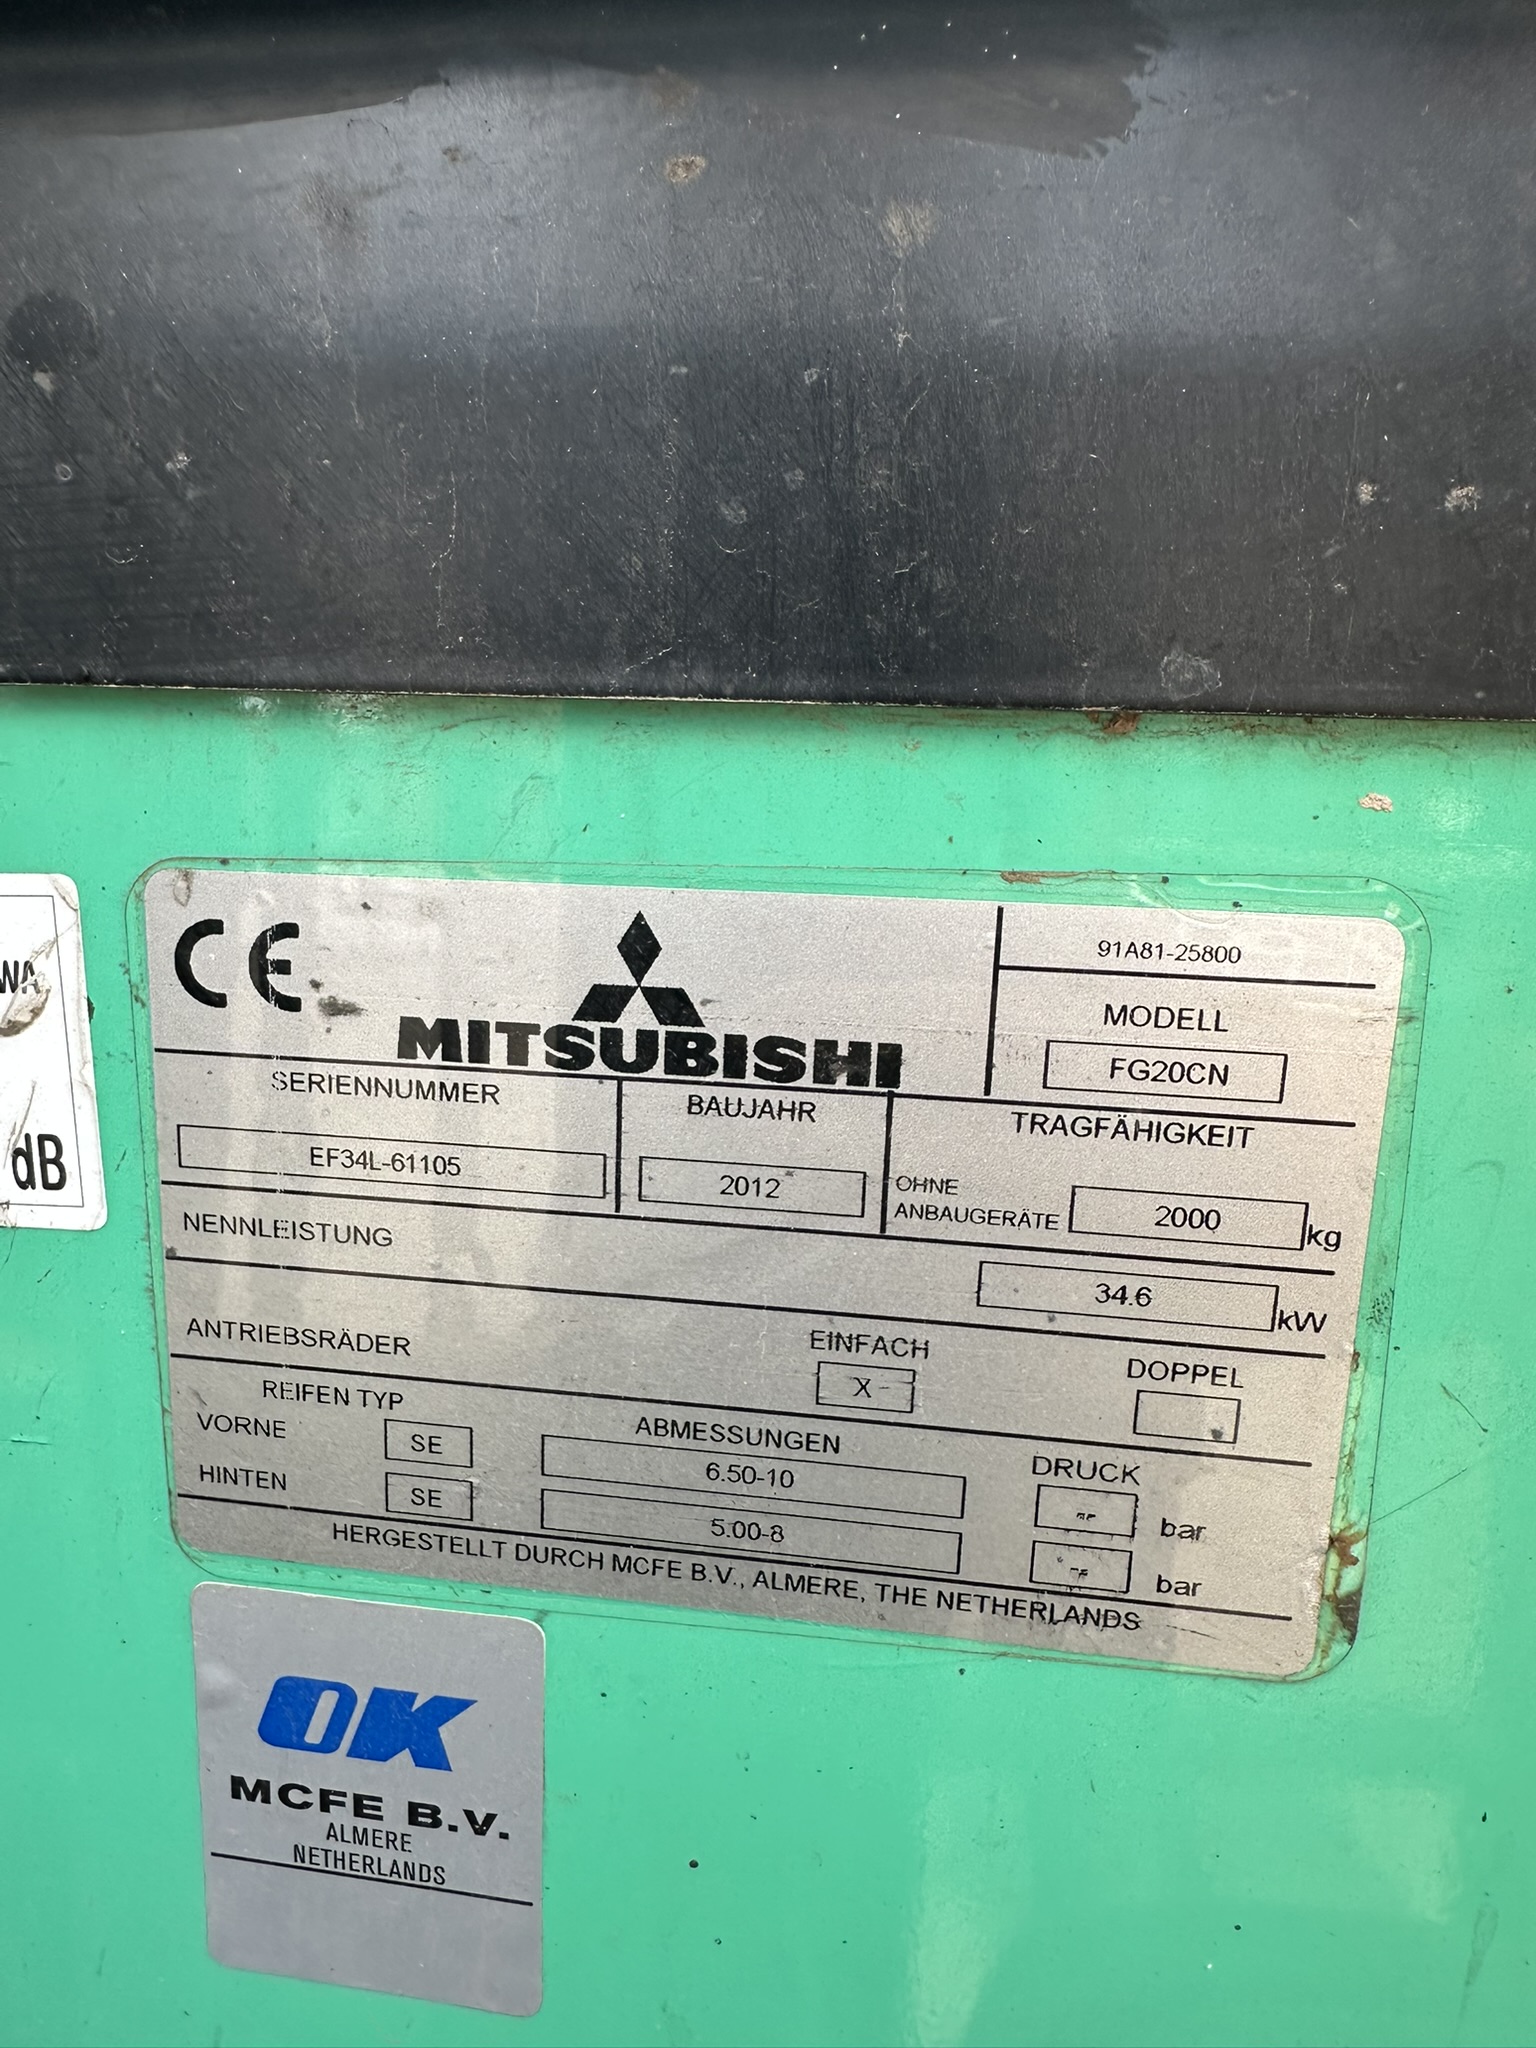 WA
dB
CE
MITSUBISHI
91A81-25800
MODELL
FG20CN
SERIENNUMMER
EF34L-61105
BAUJAHR
2012
TRAGFÄHIGKEIT
OHNE
ANBAUGERÄTE 2000 kg
NENNLEISTUNG 34.6 kW
ANTRIEBSRÄDER EINFACH X DOPPEL
REIFEN TYP ABMESSUNGEN DRUCK
VORNE SE 6.50-10 -- bar
HINTEN SE 5.00-8 -- bar
HERGESTELLT DURCH MCFE B.V., ALMERE, THE NETHERLANDS
OK
MCFE B.V.
ALMERE
NETHERLANDS